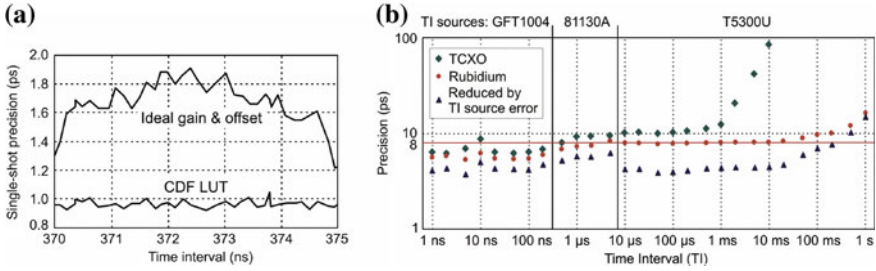 (a)
Single-shot precision (ps)
2.0
1.8
1.6
1.4
1.2
1.0
0.8
Ideal gain & offset
CDF LUT
370 371 372 373 374 375
Time interval (ns)
(b)
TI sources: GFT1004 81130A T5300U
Precision (ps)
100
10
8
1
TCXO
Rubidium
Reduced by
TI source error
1 ns 10 ns 100 ns 1 μs 10 μs 100 μs 1 ms 10 ms 100 ms 1 s
Time Interval (TI)